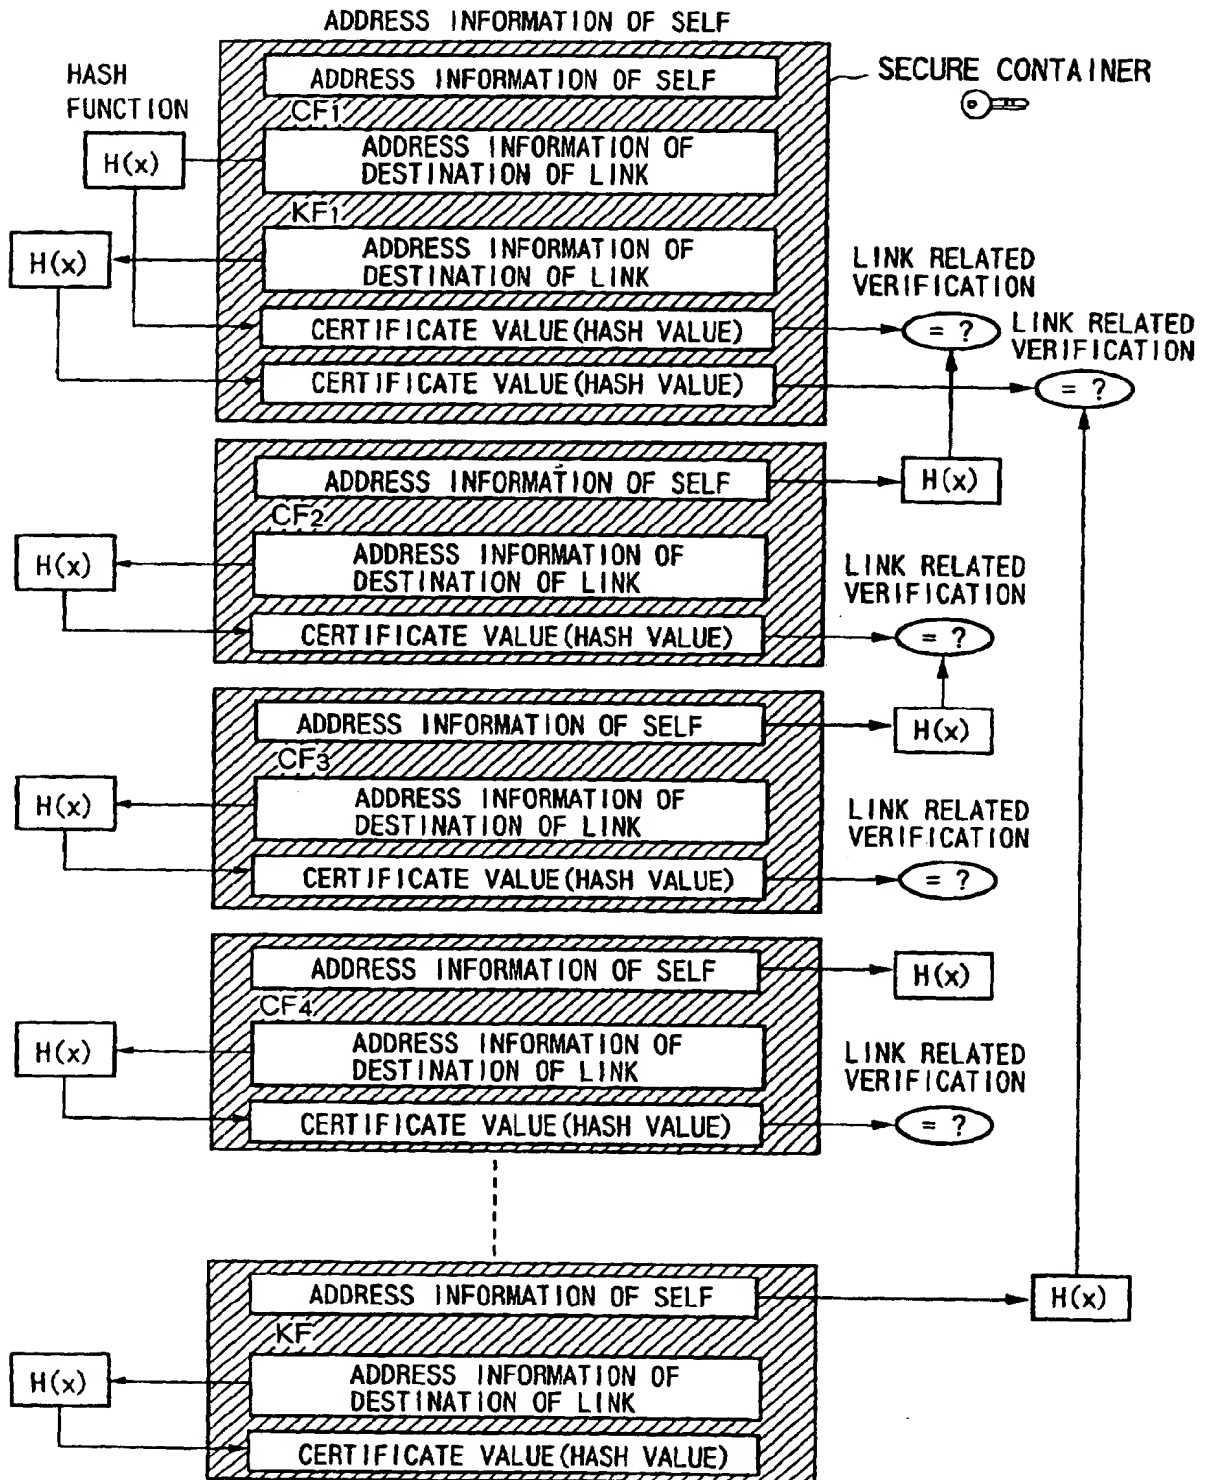 ADDRESS INFORMATION OF SELF
HASH
FUNCTION
ADDRESS INFORMATION OF SELF
SECURE CONTAINER
CF1
H(x)
ADDRESS INFORMATION OF
DESTINATION OF LINK
KF1
H(x)
ADDRESS INFORMATION OF
DESTINATION OF LINK
LINK RELATED
VERIFICATION
CERTIFICATE VALUE(HASH VALUE)
= ?
LINK RELATED
VERIFICATION
CERTIFICATE VALUE(HASH VALUE)
= ?
ADDRESS INFORMATION OF SELF
H(x)
CF2
H(x)
ADDRESS INFORMATION OF
DESTINATION OF LINK
LINK RELATED
VERIFICATION
CERTIFICATE VALUE(HASH VALUE)
= ?
ADDRESS INFORMATION OF SELF
H(x)
CF3
H(x)
ADDRESS INFORMATION OF
DESTINATION OF LINK
LINK RELATED
VERIFICATION
CERTIFICATE VALUE(HASH VALUE)
= ?
ADDRESS INFORMATION OF SELF
H(x)
CF4
H(x)
ADDRESS INFORMATION OF
DESTINATION OF LINK
LINK RELATED
VERIFICATION
CERTIFICATE VALUE(HASH VALUE)
= ?
ADDRESS INFORMATION OF SELF
H(x)
KF
H(x)
ADDRESS INFORMATION OF
DESTINATION OF LINK
CERTIFICATE VALUE(HASH VALUE)